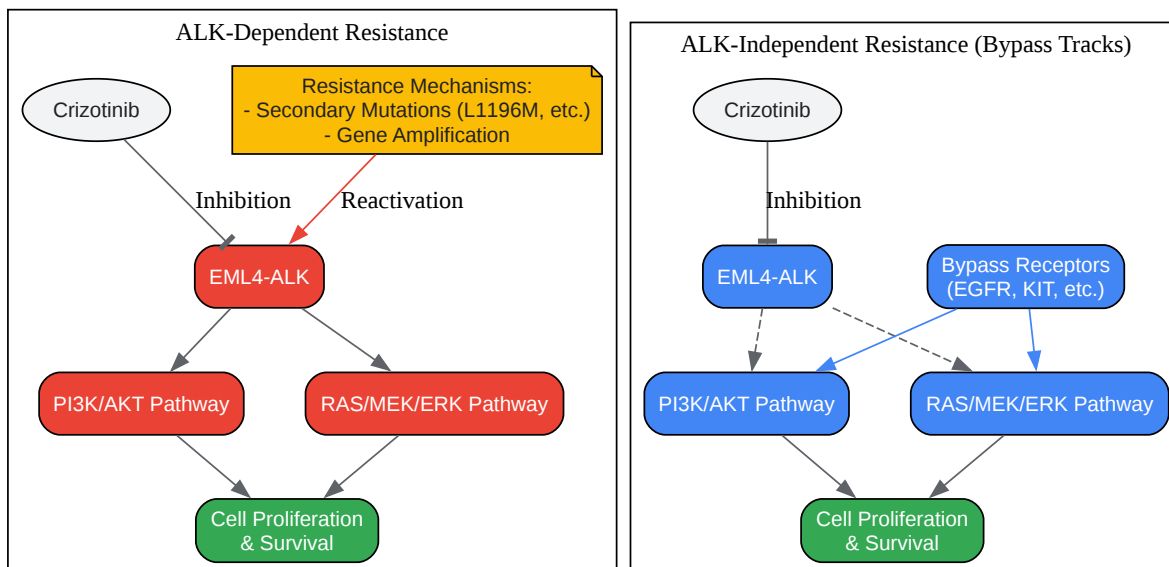 ALK-Dependent Resistance
Crizotinib
Resistance Mechanisms:
- Secondary Mutations (L1196M, etc.)
- Gene Amplification
Inhibition
Reactivation
EML4-ALK
PI3K/AKT Pathway
RAS/MEK/ERK Pathway
Cell Proliferation
& Survival
ALK-Independent Resistance (Bypass Tracks)
Crizotinib
Inhibition
EML4-ALK
Bypass Receptors
(EGFR, KIT, etc.)
PI3K/AKT Pathway
RAS/MEK/ERK Pathway
Cell Proliferation
& Survival